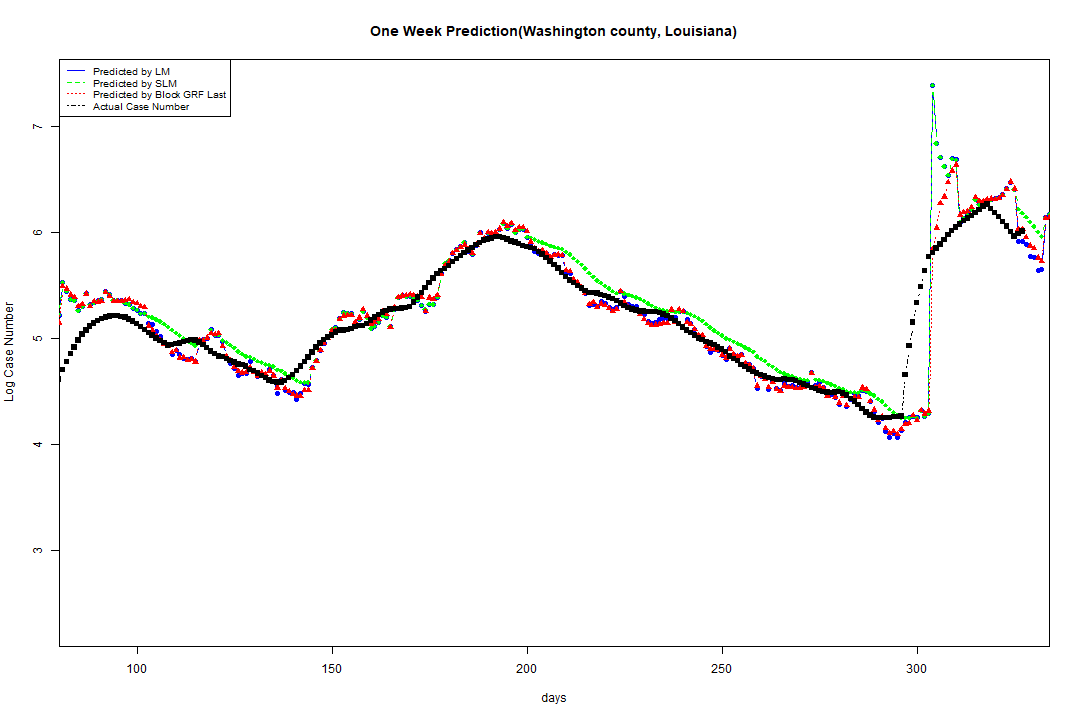 One Week Prediction(Washington county, Louisiana)
Predicted by LM
Predicted by SLM
Predicted by Block GRF Last
Actual Case Number
Log Case Number
7
6
5
4
3
100 150 200 250 300
days